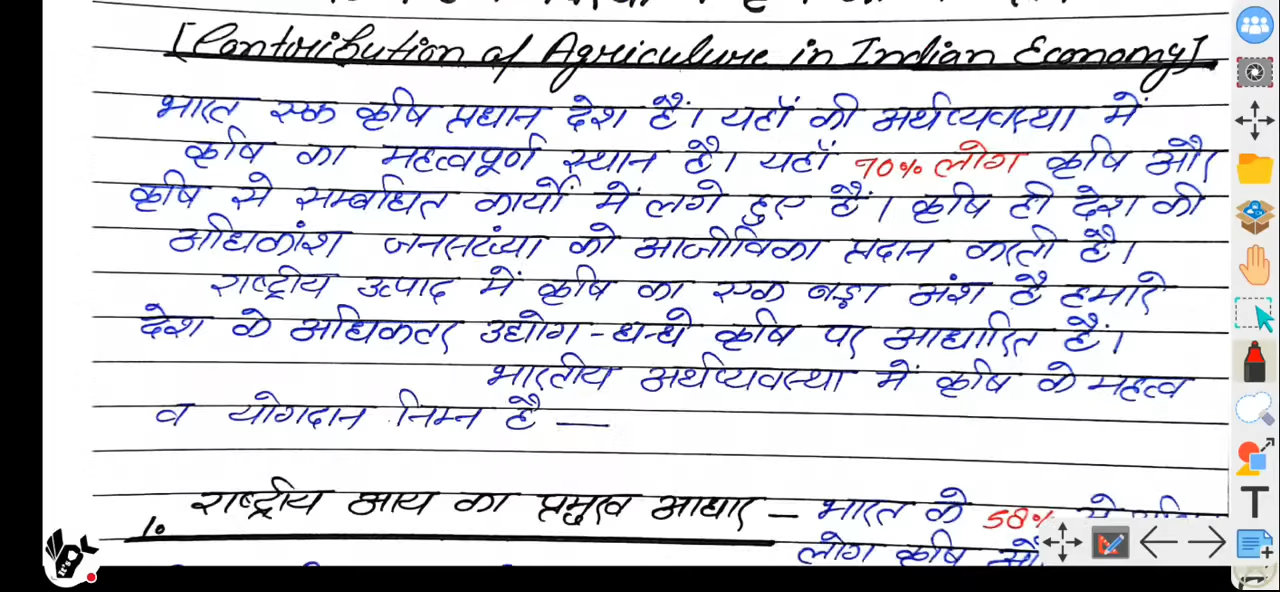 [Contribution of Agriculture in Indian Economy]
भारत एक कृषि प्रधान देश हैं। यहाँ की अर्थव्यवस्था में
कृषि का महत्वपूर्ण स्थान है। यहाँ 70% लोग कृषि और
कृषि से सम्बधित कार्यों में लगे हुए हैं। कृषि ही देश की
अधिकांश जनसंख्या को आजीविका प्रदान करती है।
राष्ट्रीय उत्पाद में कृषि का एक बड़ा अंश है हमारे
देश के अधिकतर उद्योग-धन्धे कृषि पर आधारित हैं।
भारतीय अर्थव्यवस्था में कृषि के महत्व
व योगदान निम्न है —
1. राष्ट्रीय आय का प्रमुख आधार – भारत के 58%
लोग कृषि